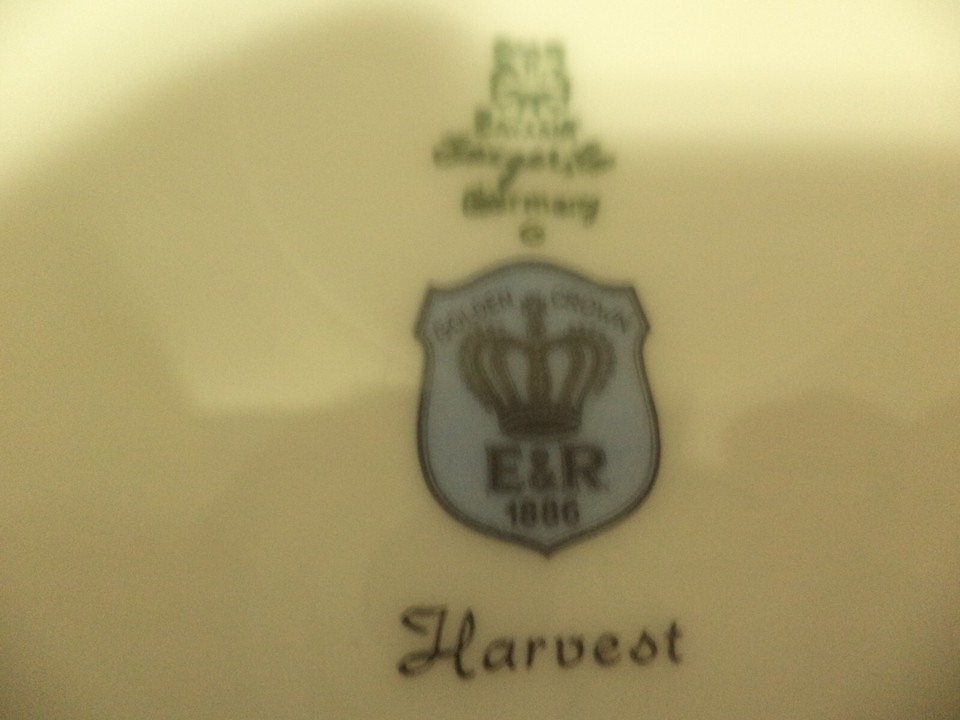 Germany
GOLDEN CROWN
E&R
1886
Harvest